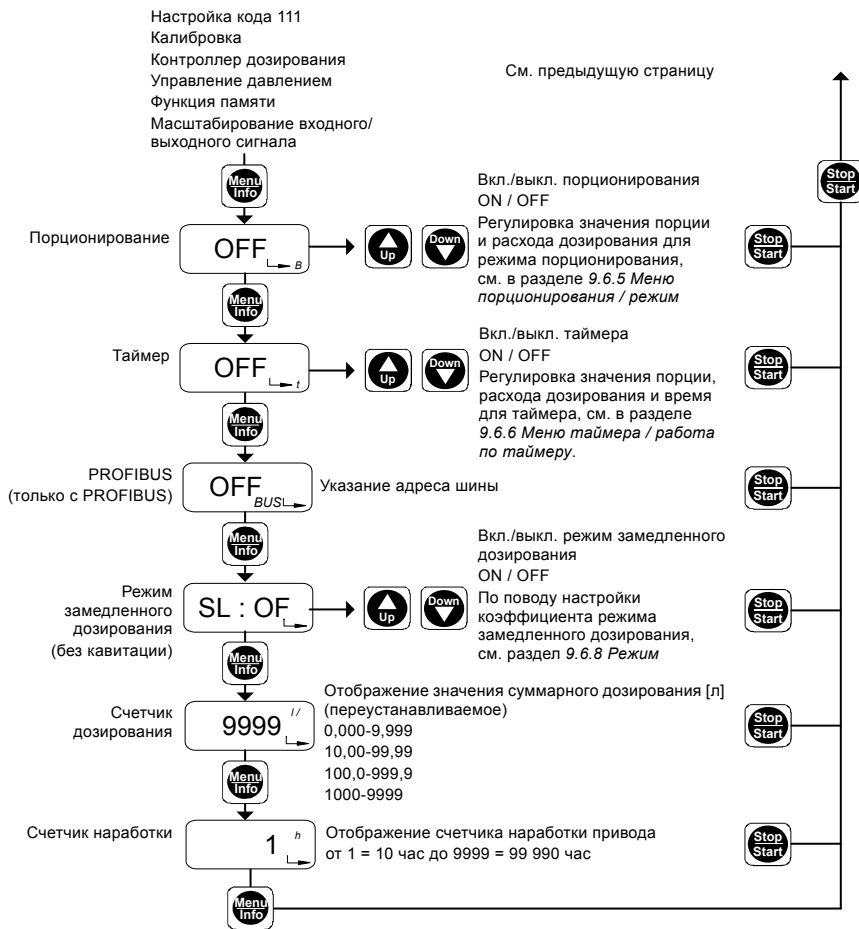 Настройка кода 111
Калибровка
Контроллер дозирования
Управление давлением
Функция памяти
Масштабирование входного/
выходного сигнала
См. предыдущую страницу
Menu
Info
Stop
Start
Порционирование
OFF
B
Up
Down
Вкл./выкл. порционирования
ON / OFF
Регулировка значения порции
и расхода дозирования для
режима порционирования,
см. в разделе 9.6.5 Меню
порционирования / режим
Stop
Start
Menu
Info
Таймер
OFF
t
Up
Down
Вкл./выкл. таймера
ON / OFF
Регулировка значения порции,
расхода дозирования и время
для таймера, см. в разделе
9.6.6 Меню таймера / работа
по таймеру.
Stop
Start
Menu
Info
PROFIBUS
(только с PROFIBUS)
OFF
BUS
Указание адреса шины
Stop
Start
Menu
Info
Режим
замедленного
дозирования
(без кавитации)
SL : OF
Up
Down
Вкл./выкл. режим замедленного
дозирования
ON / OFF
По поводу настройки
коэффициента режима
замедленного дозирования,
см. раздел 9.6.8 Режим
Stop
Start
Menu
Info
Счетчик
дозирования
9999
l /
Отображение значения суммарного дозирования [л]
(переустанавливаемое)
0,000-9,999
10,00-99,99
100,0-999,9
1000-9999
Stop
Start
Menu
Info
Счетчик наработки
1
h
Отображение счетчика наработки привода
от 1 = 10 час до 9999 = 99 990 час
Stop
Start
Menu
Info